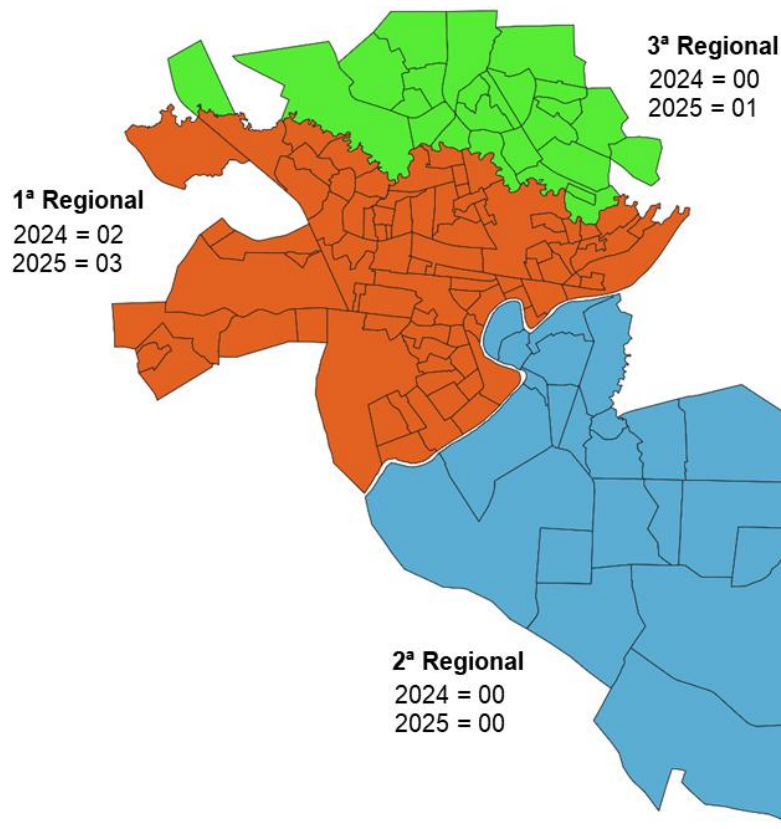 3ª Regional
2024 = 00
2025 = 01
1ª Regional
2024 = 02
2025 = 03
2ª Regional
2024 = 00
2025 = 00